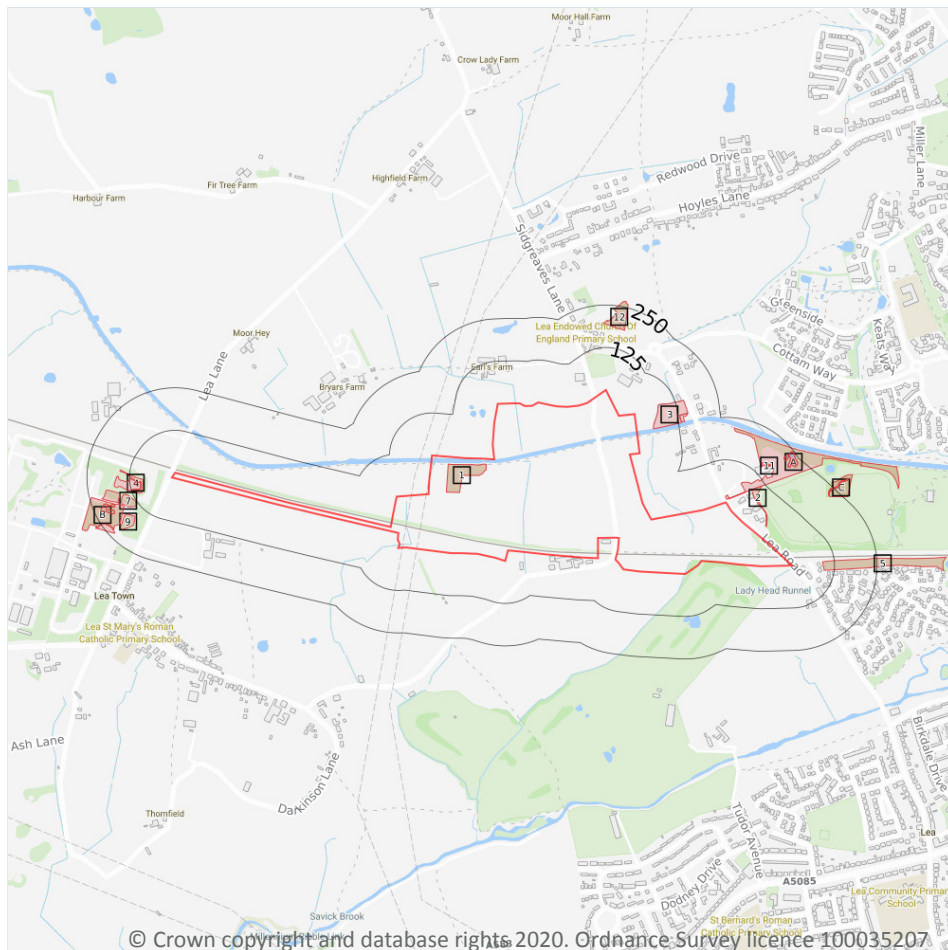 Moor Hall Farm
Crow Lady Farm
Miller Lane
Redwood Drive
Fir Tree Farm
Highfield Farm
Harbour Farm
Hoyles Lane
Sidgreaves Lane
Greenside
Keats Way
12
250
Lea Endowed Church Of
England Primary School
Moor Hey
125
Cottam Way
Lea Lane
Earl's Farm
Bryars Farm
3
A
11
1
4
C
7
2
B
9
Lea Road
5
Lea Town
Lady Head Runnel
Lea St Mary's Roman
Catholic Primary School
Birkdale Drive
Ash Lane
Darkinson Lane
Thornfield
Tudor Avenue
Lea
Dodney Drive
A5085
Lea Community Primary
School
Savick Brook
St Bernard's Roman
Catholic Primary
© Crown copyright and database rights 2020. Ordnance Survey licence 100035207.